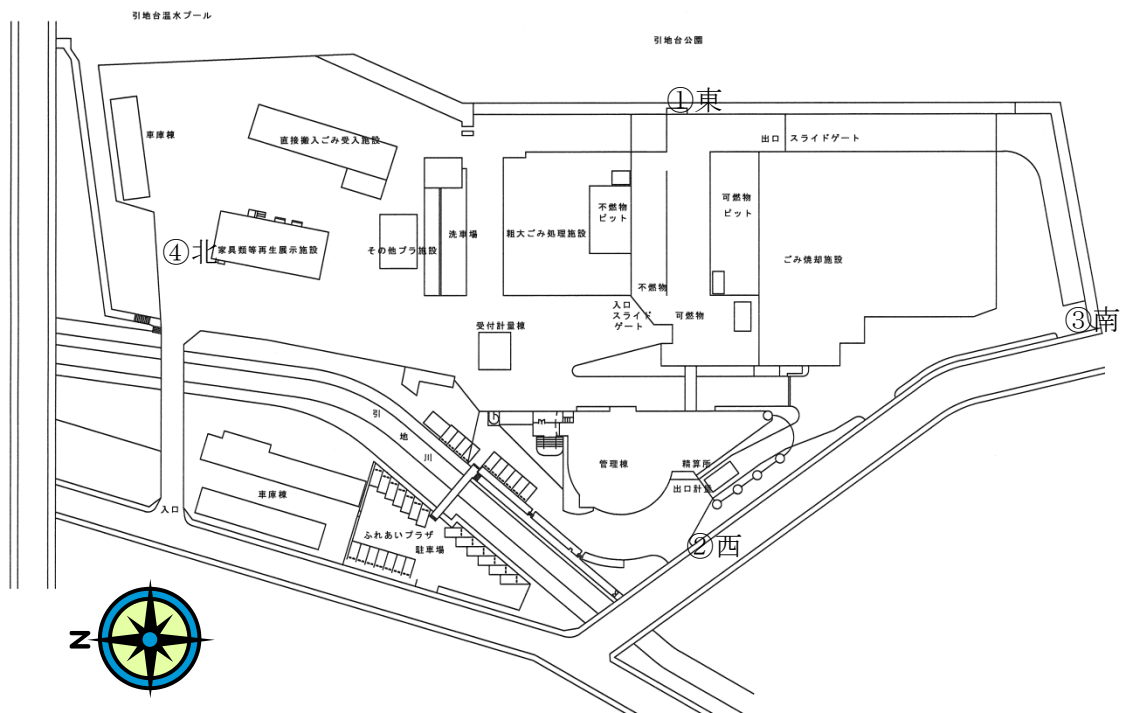 引地台温水プール
引地台公園
①東
車庫棟
直接搬入ごみ受入施設
出口 スライドゲート
不燃物
ピット
可燃物
ピット
④北
家具類等再生展示施設
その他プラ施設
洗車場
粗大ごみ処理施設
ごみ焼却施設
不燃物
入口
スライド
ゲート
可燃物
③南
受付計量棟
引
地
川
管理棟
精算所
出口計量
②西
車庫棟
入口
ふれあいプラザ
駐車場
N